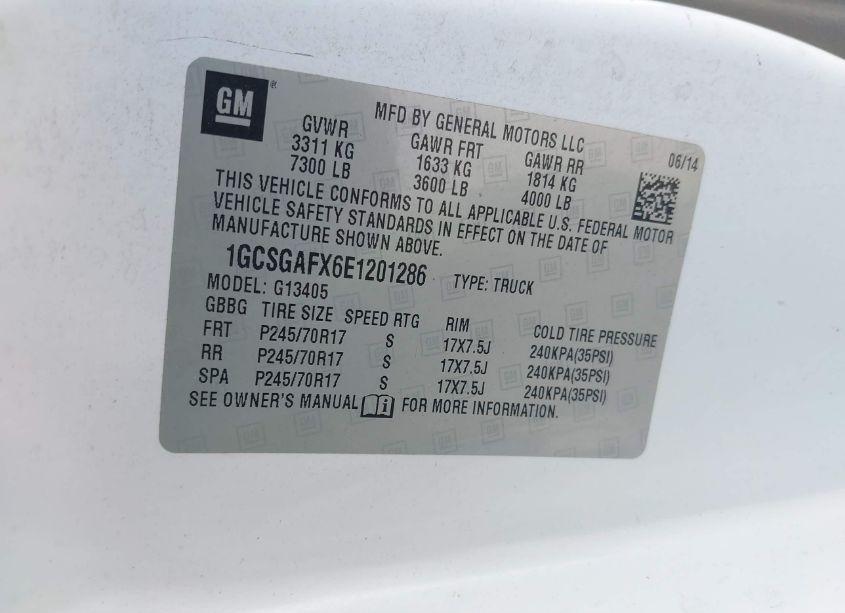 GM®
MFD BY GENERAL MOTORS LLC
06/14
GVWR GAWR FRT GAWR RR
3311 KG 1633 KG 1814 KG
7300 LB 3600 LB 4000 LB
THIS VEHICLE CONFORMS TO ALL APPLICABLE U.S. FEDERAL MOTOR
VEHICLE SAFETY STANDARDS IN EFFECT ON THE DATE OF
MANUFACTURE SHOWN ABOVE.
1GCSGAFX6E1201286 TYPE: TRUCK
MODEL: G13405
GBBG TIRE SIZE SPEED RTG RIM COLD TIRE PRESSURE
FRT P245/70R17 S 17X7.5J 240KPA(35PSI)
RR P245/70R17 S 17X7.5J 240KPA(35PSI)
SPA P245/70R17 S 17X7.5J 240KPA(35PSI)
SEE OWNER'S MANUAL i FOR MORE INFORMATION.